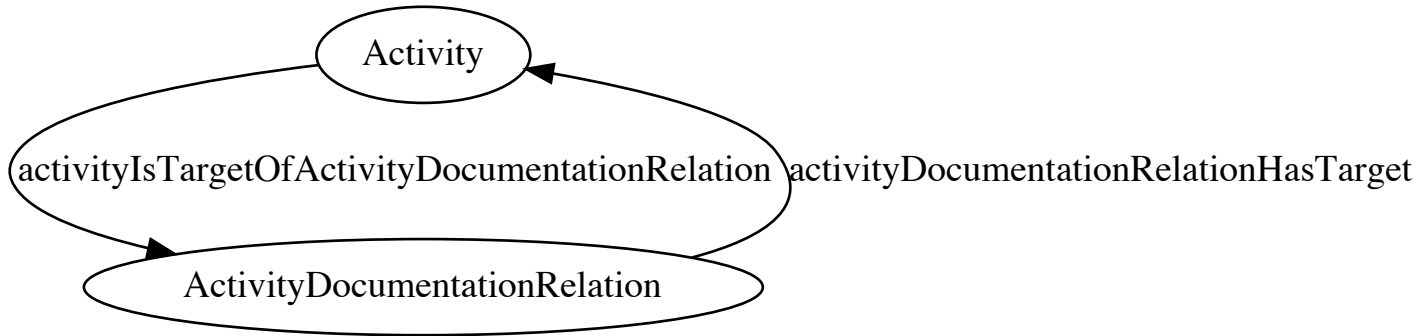 Activity
activityIsTargetOfActivityDocumentationRelation
activityDocumentationRelationHasTarget
ActivityDocumentationRelation